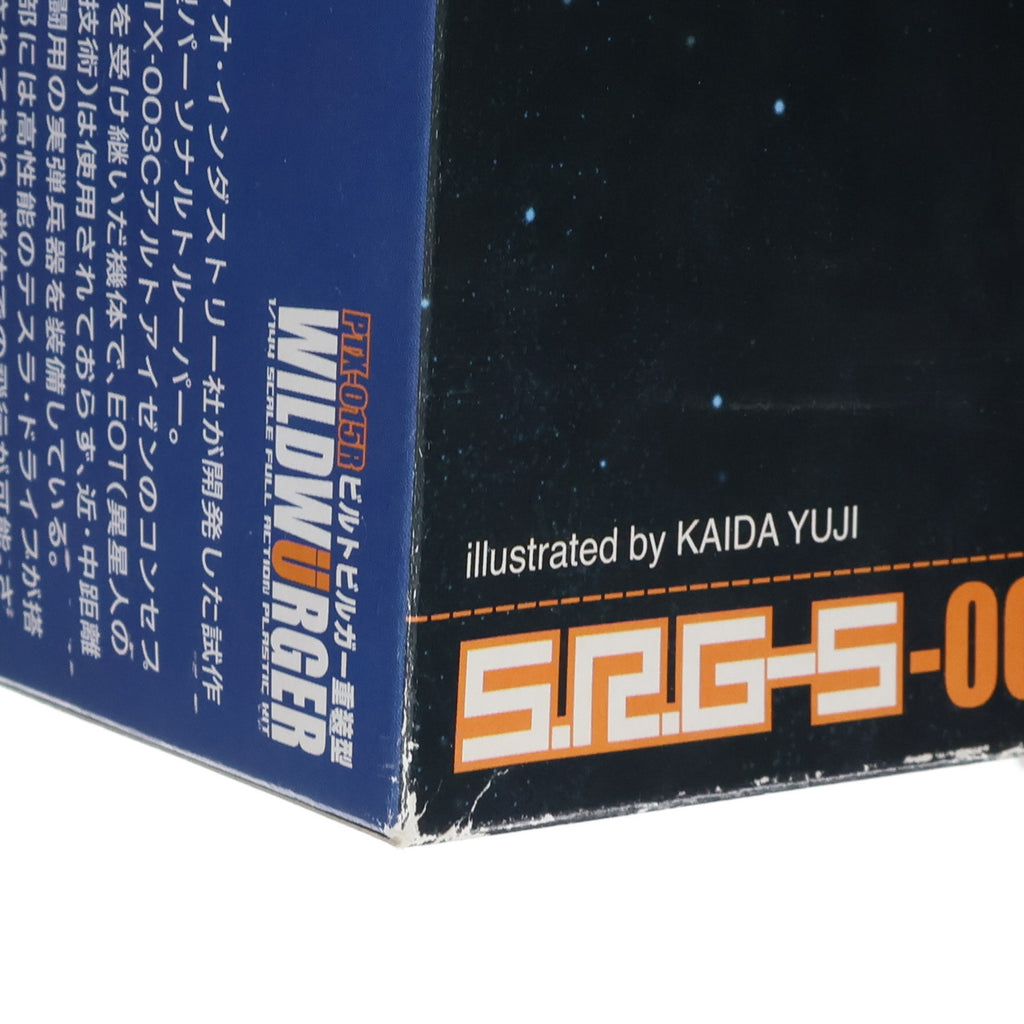 オ・インダストリー社が開発した試作
パーソナルトルーパー。
TX-003Cアルトアイゼンのコンセプ
を受け継いだ機体で、EOT(異星人の
技術)は使用されておらず、近・中距離
闘用の実弾兵器を装備している。
部には高性能のテスラ・ドライブが搭
PTX-015R ビルトビルガー重装型
WILDWÜRGER
1/144 SCALE FULL ACTION PLASTIC KIT
illustrated by KAIDA YUJI
S.R.G-S-00